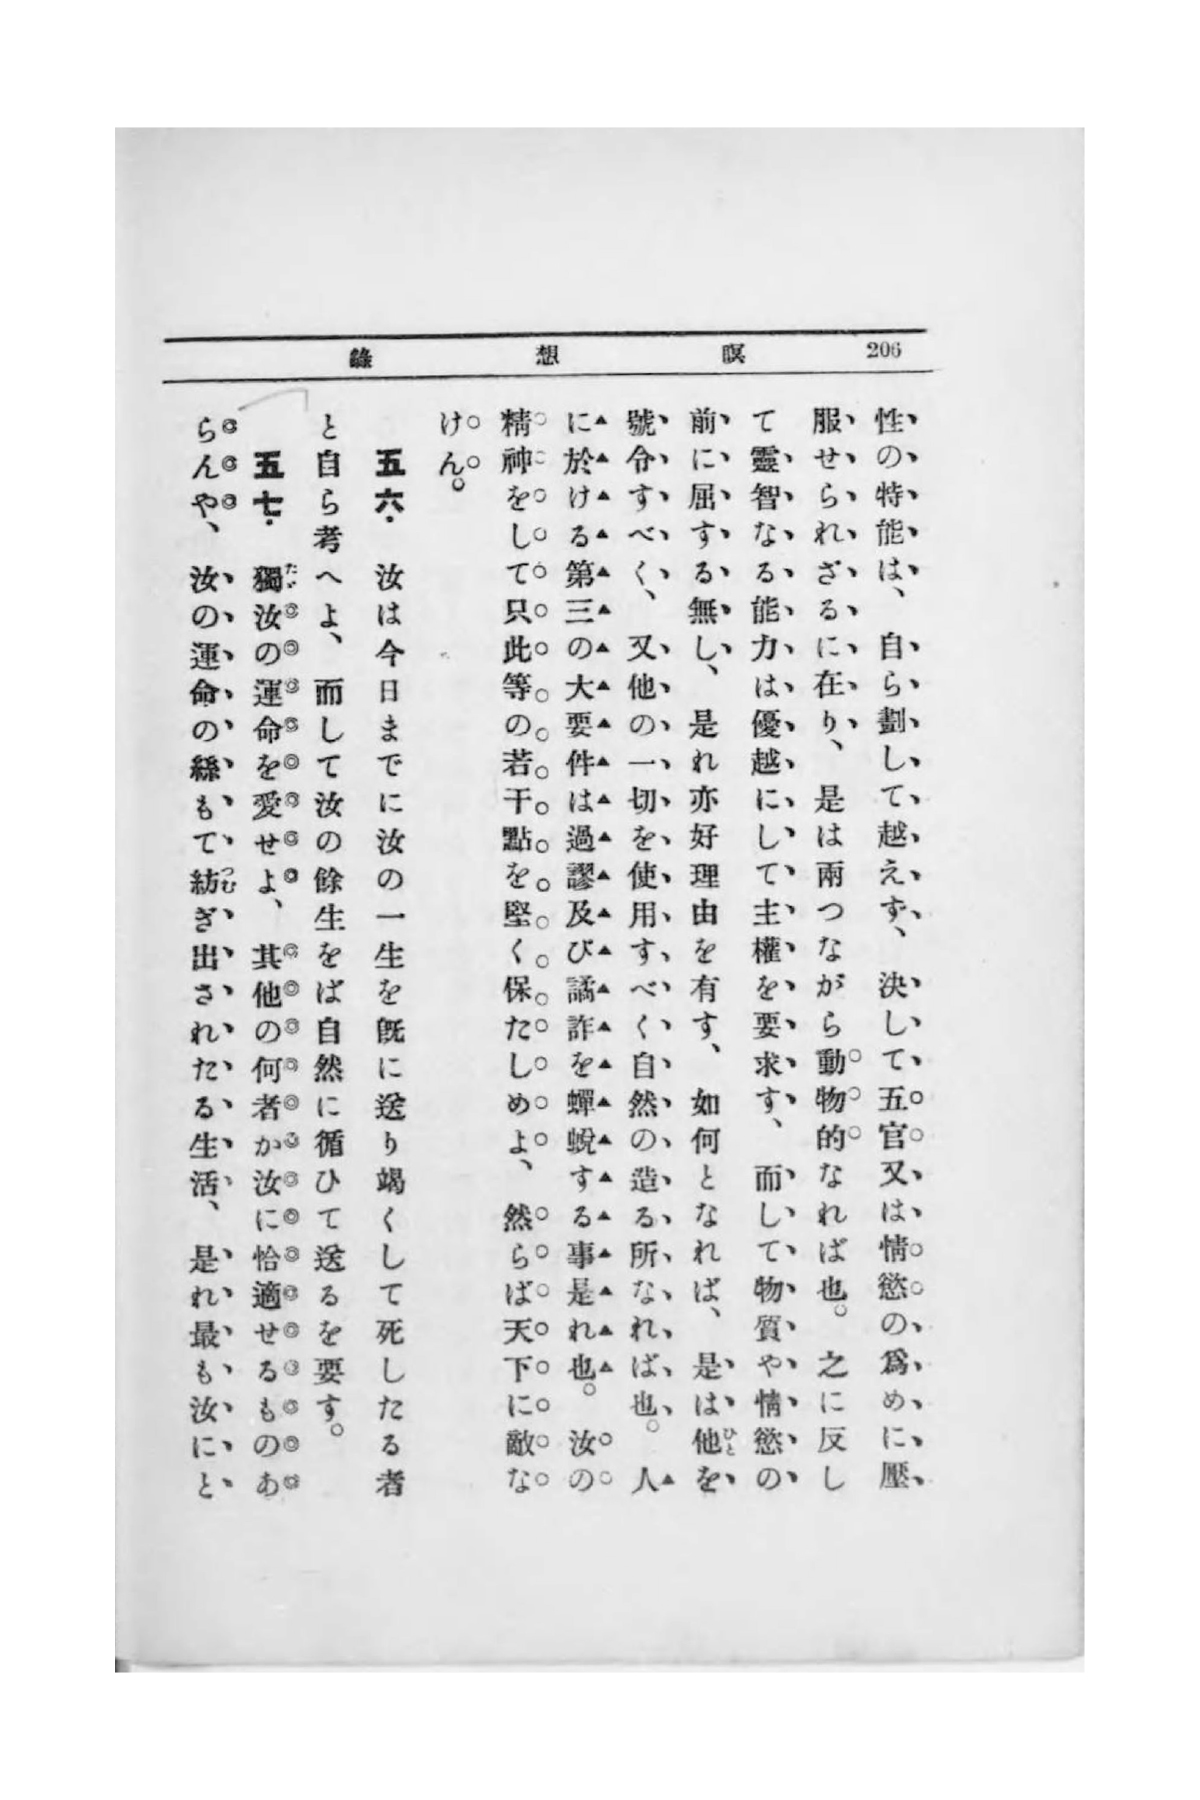 206 瞑想錄
性の特能は、自ら劃して越えず、決して五官又は情慾の爲めに壓
服せられざるに在り、是は兩つながら動物的なれば也。之に反し
て靈智なる能力は優越にして主權を要求す、而して物質や情慾の
前に屈する無し、是れ亦好理由を有す、如何となれば、是は他を
號令すべく、又他の一切を使用すべく自然の造る所なれば也。人
に於ける第三の大要件は過謬及び譎詐を蟬蛻する事是れ也。汝の
精神をして只此等の若干點を堅く保たしめよ、然らば天下に敵な
けん。
五六・汝は今日までに汝の一生を旣に送り竭くして死したる者
と自ら考へよ、而して汝の餘生をば自然に循ひて送るを要す。
五七・獨汝の運命を愛せよ、其他の何者か汝に恰適せるものあ
らんや、汝の運命の絲もて紡ぎ出されたる生活、是れ最も汝にと